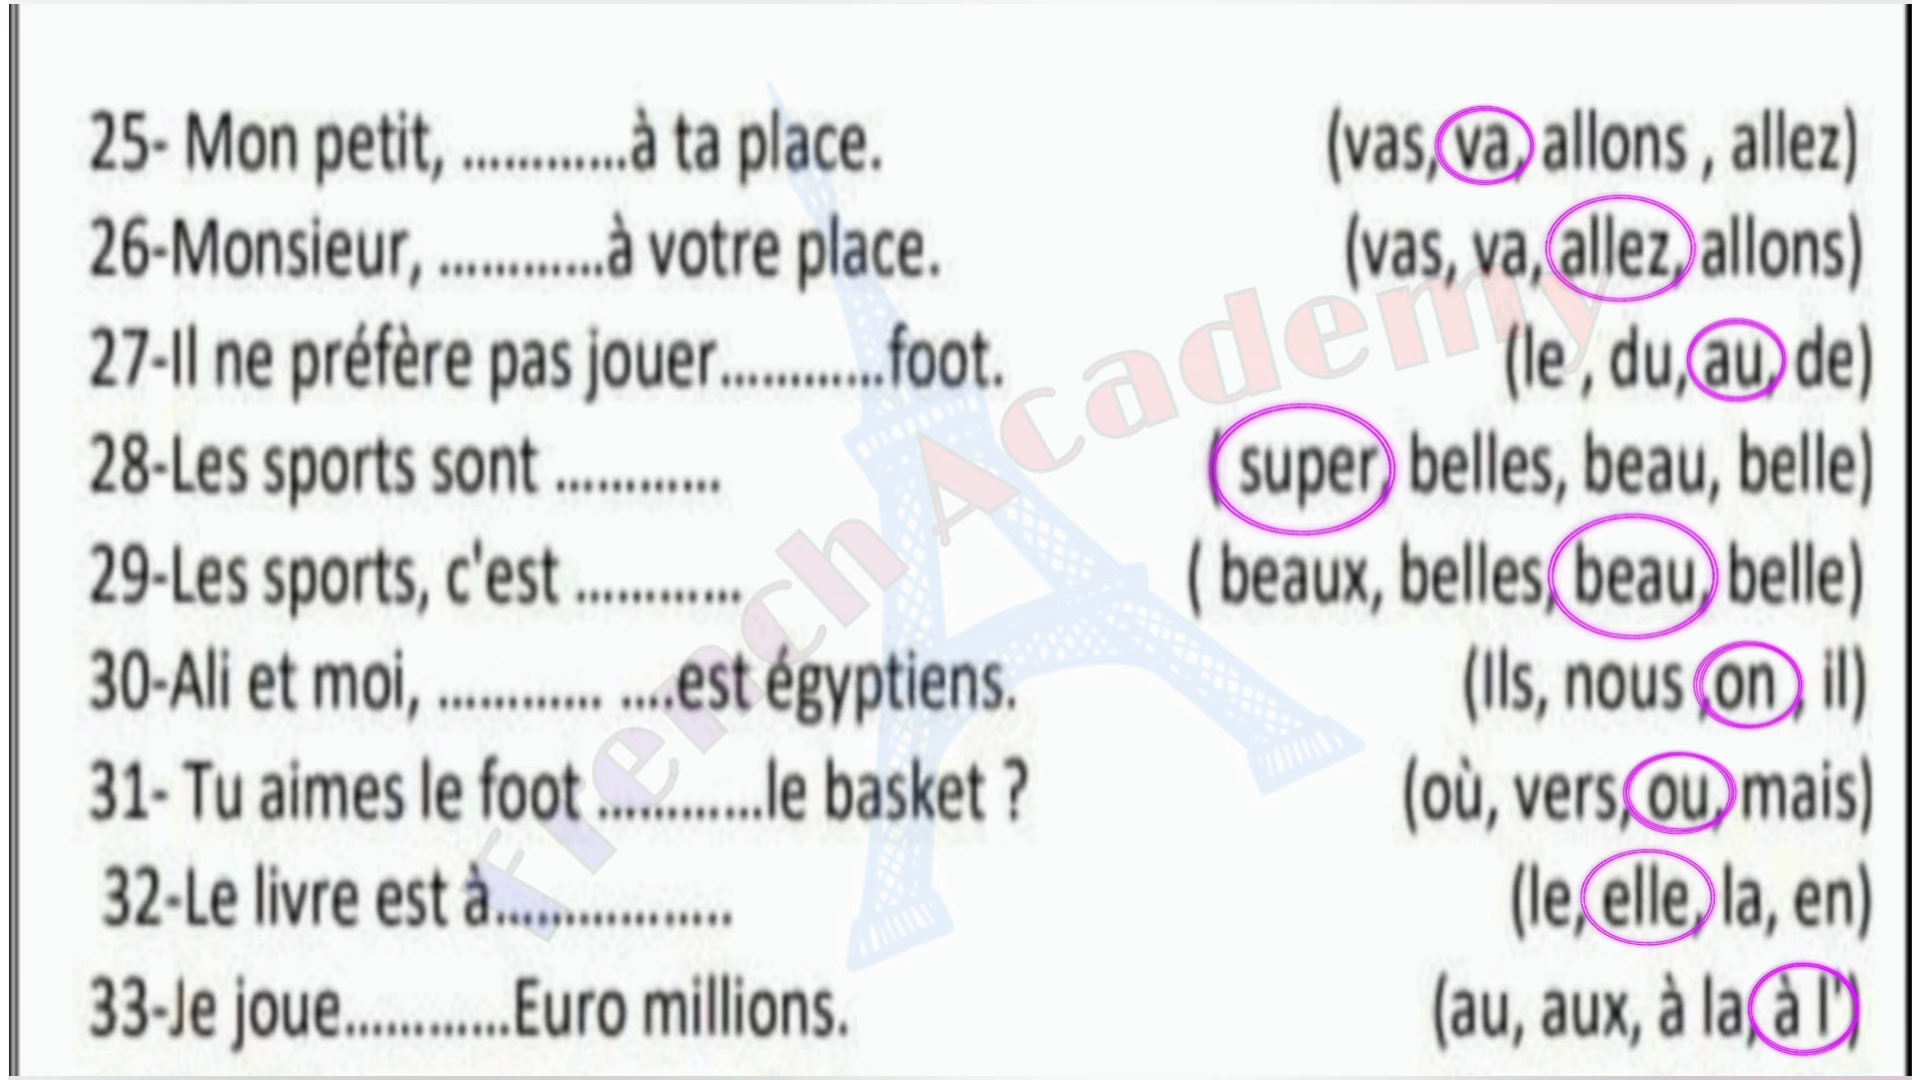 25- Mon petit, ............à ta place. (vas, va, allons , allez)
26-Monsieur, ............à votre place. (vas, va, allez, allons)
27-Il ne préfère pas jouer............foot. (le , du, au, de)
28-Les sports sont ............ ( super, belles, beau, belle)
29-Les sports, c'est ............ ( beaux, belles, beau, belle)
30-Ali et moi, ............ ....est égyptiens. (Ils, nous ,on , il)
31- Tu aimes le foot ............le basket ? (où, vers, ou, mais)
32-Le livre est à................. (le, elle, la, en)
33-Je joue............Euro millions. (au, aux, à la, à l')
French Academy